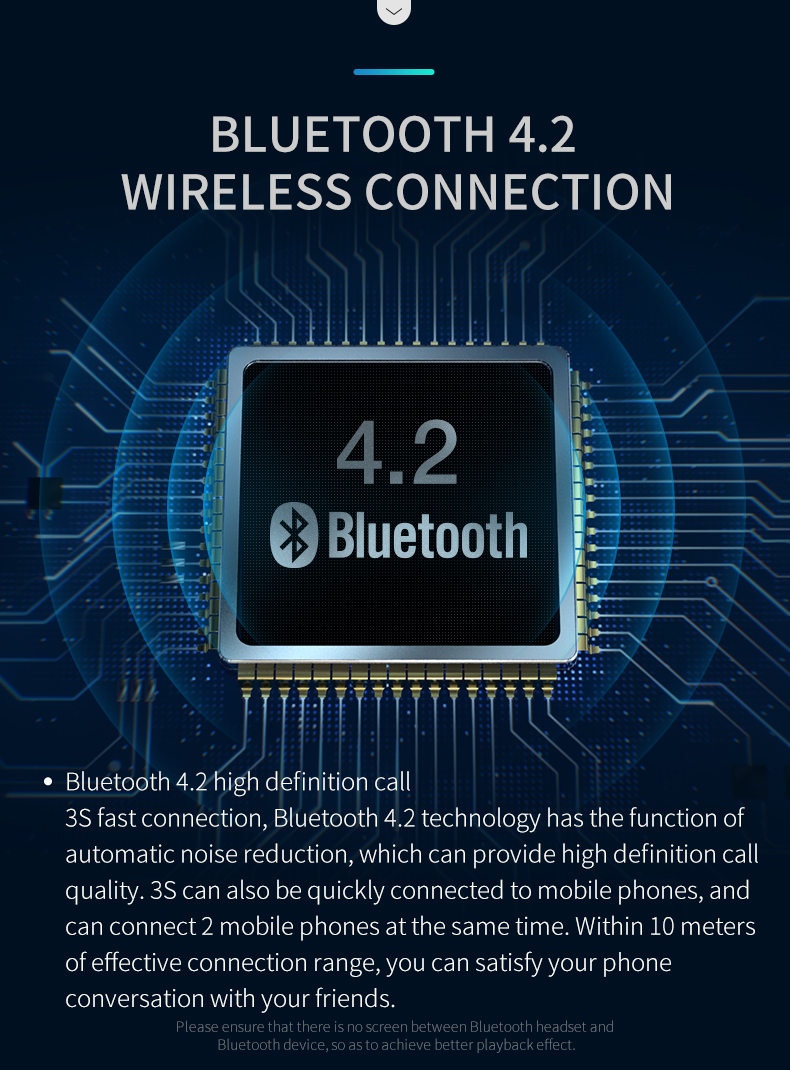 BLUETOOTH 4.2
WIRELESS CONNECTION
4.2
Bluetooth
• Bluetooth 4.2 high definition call
3S fast connection, Bluetooth 4.2 technology has the function of
automatic noise reduction, which can provide high definition call
quality. 3S can also be quickly connected to mobile phones, and
can connect 2 mobile phones at the same time. Within 10 meters
of effective connection range, you can satisfy your phone
conversation with your friends.
Please ensure that there is no screen between Bluetooth headset and
Bluetooth device, so as to achieve better playback effect.